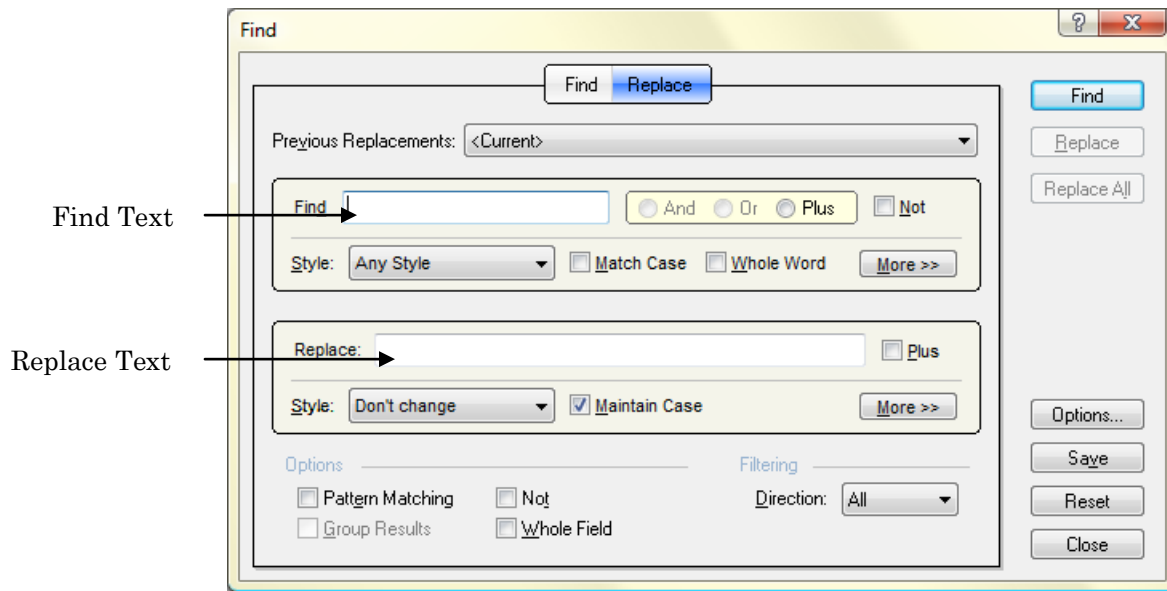 Find
Find Replace
Find
Previous Replacements: <Current>
Replace
Replace All
Find Text
Find
And Or Plus Not
Style: Any Style Match Case Whole Word More >>
Replace Text
Replace: Plus
Style: Don't change Maintain Case More >>
Options...
Options Filtering
Save
Pattern Matching Not Direction: All
Reset
Group Results Whole Field
Close